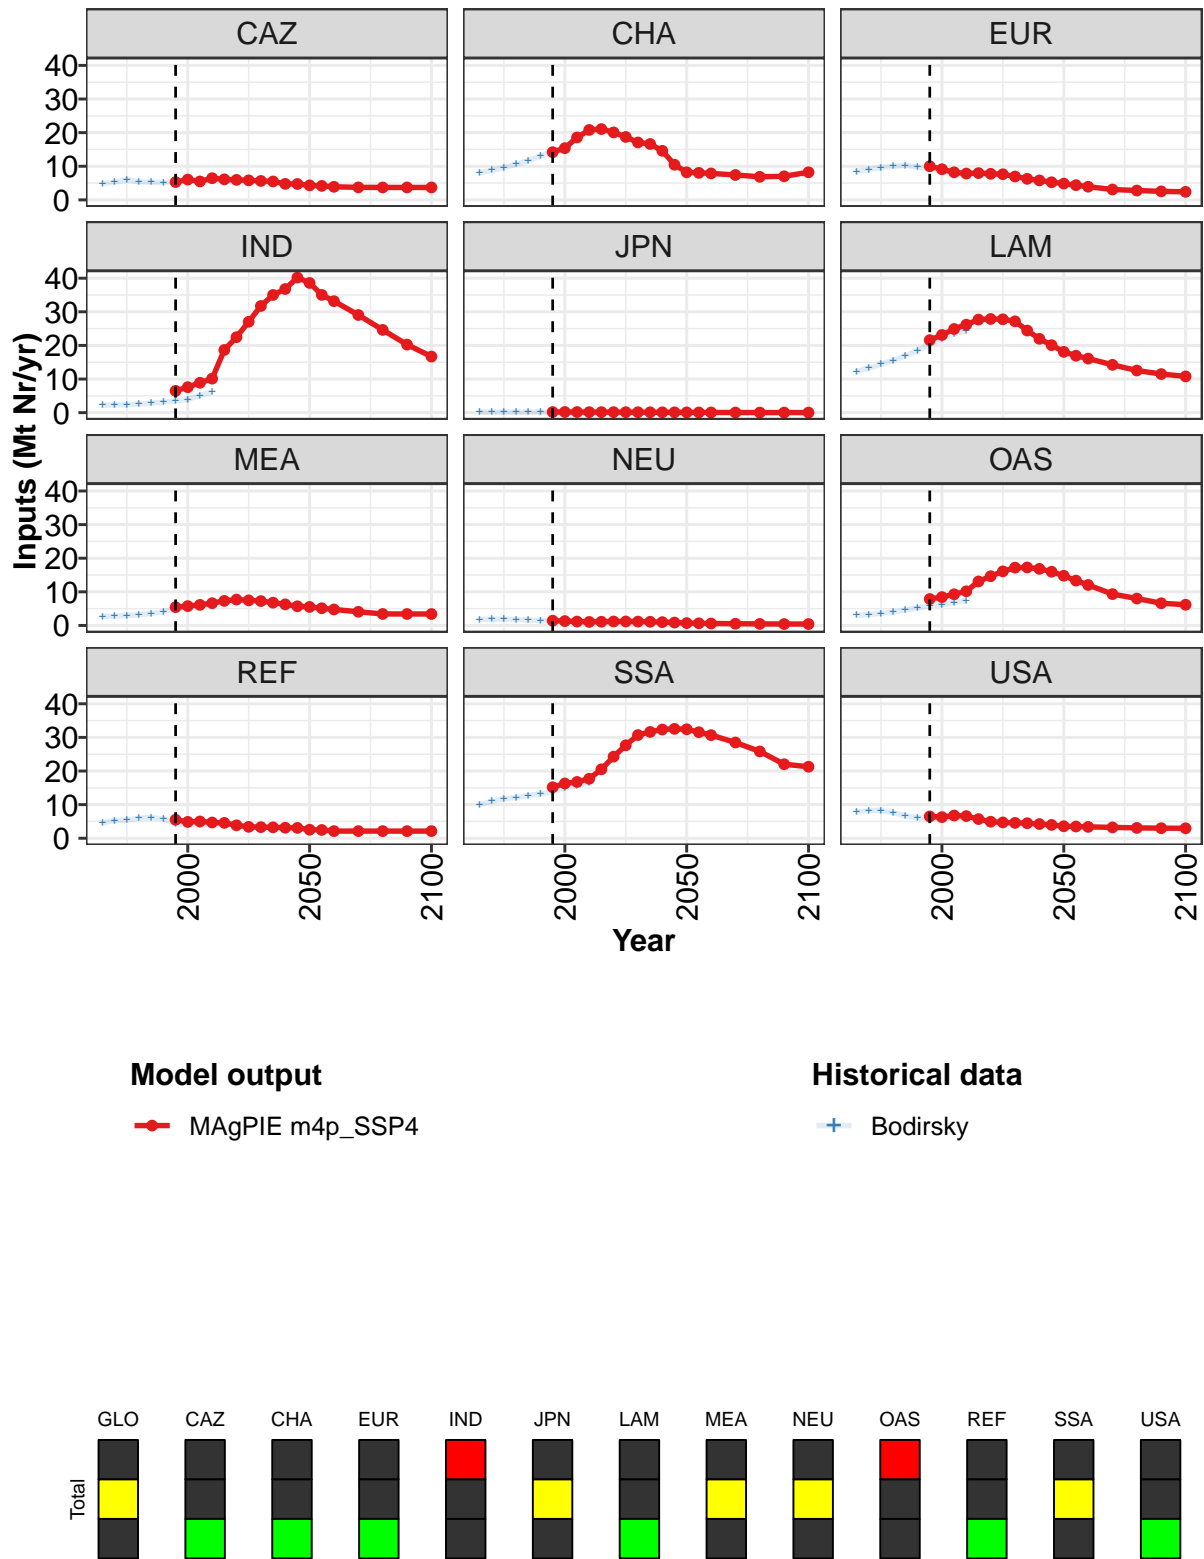 CAZ CHA EUR
40
30
20
10
0
IND JPN LAM
40
30
20
10
0
MEA NEU OAS
40
30
20
10
0
REF SSA USA
40
30
20
10
0
Inputs (Mt Nr/yr)
2000 2050 2100 2000 2050 2100 2000 2050 2100
Year
Model output Historical data
MAgPIE m4p_SSP4 Bodirsky
GLO CAZ CHA EUR IND JPN LAM MEA NEU OAS REF SSA USA
Total